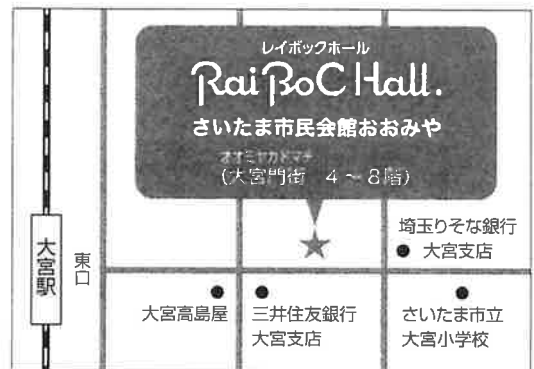 レイボックホール
RaiBoC Hall.
さいたま市民会館おおみや
オオミヤカドマチ
(大宮門街 4～8階)
埼玉りそな銀行
大宮支店
大宮駅
東口
大宮高島屋
三井住友銀行
大宮支店
さいたま市立
大宮小学校